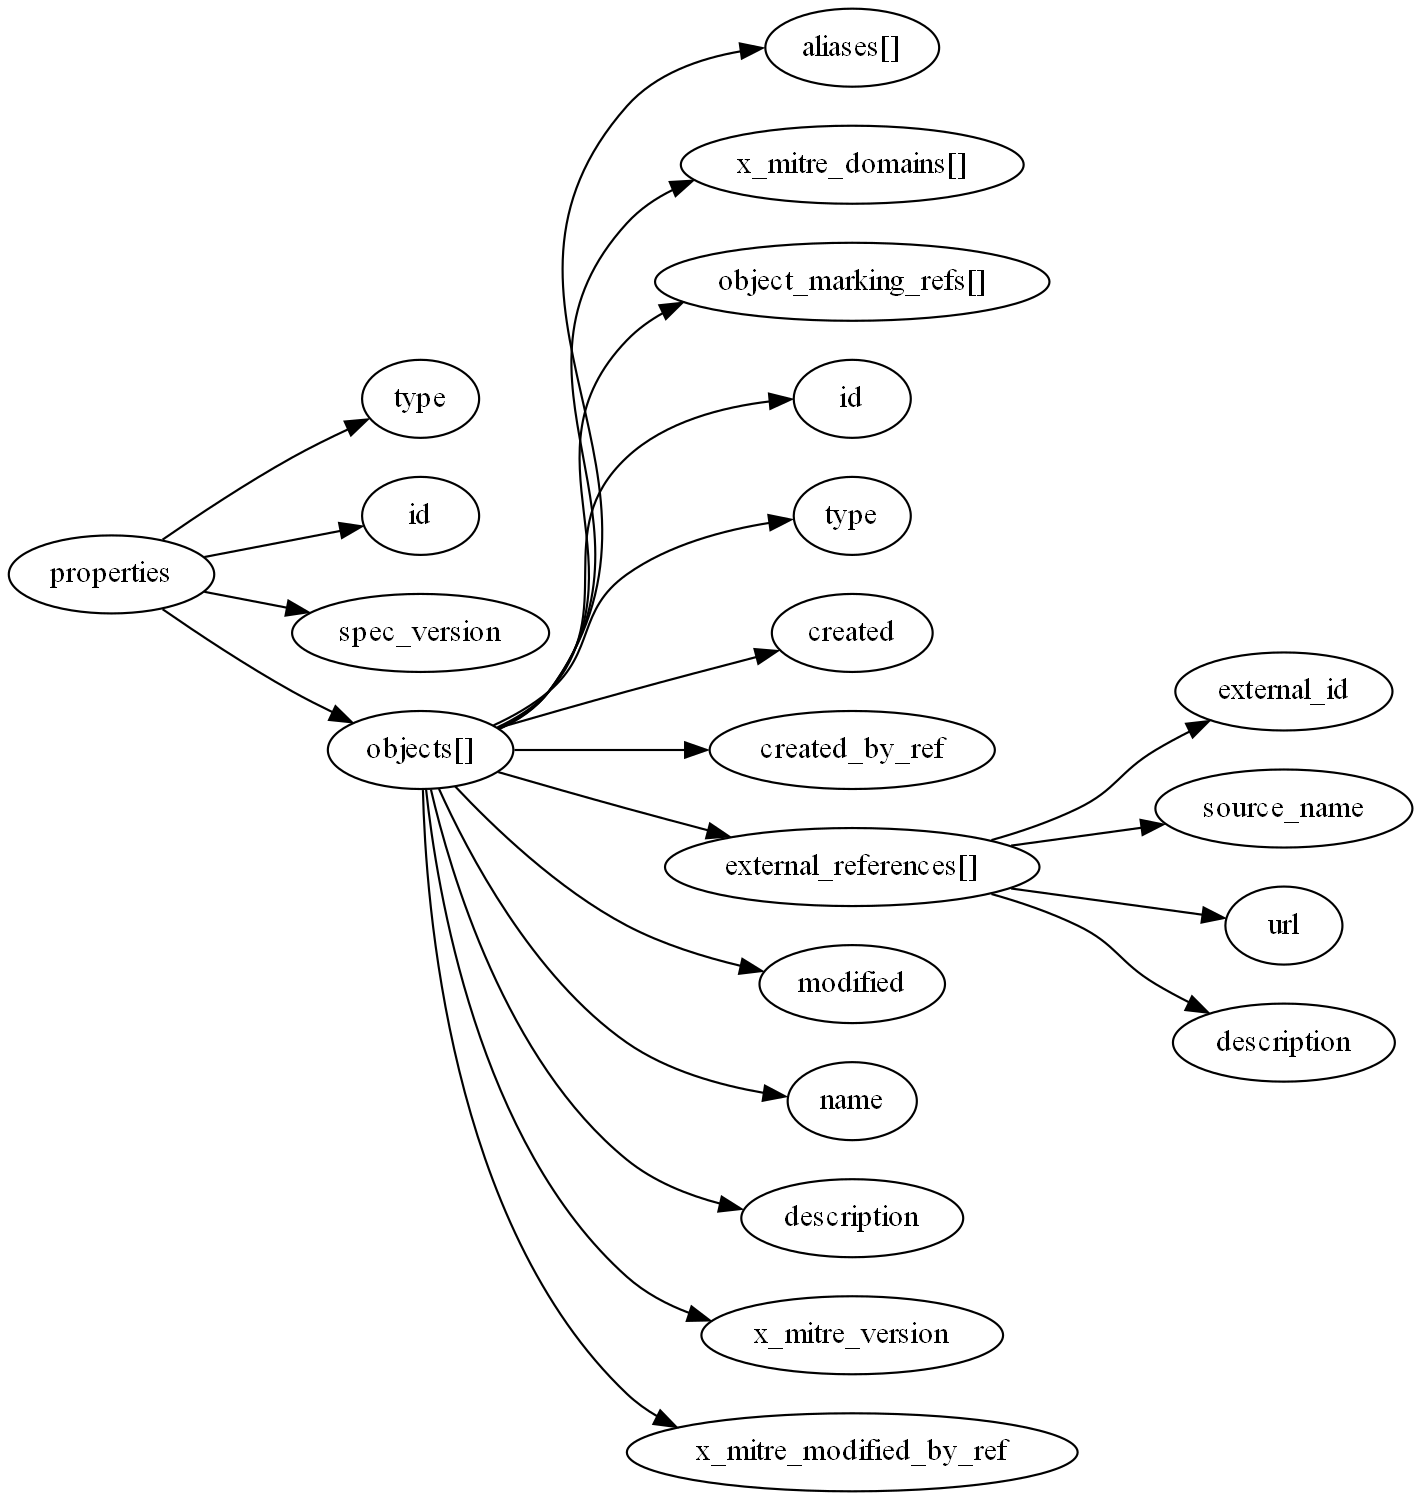 properties
type
id
spec_version
objects[]
aliases[]
x_mitre_domains[]
object_marking_refs[]
id
type
created
created_by_ref
external_references[]
modified
name
description
x_mitre_version
x_mitre_modified_by_ref
external_id
source_name
url
description